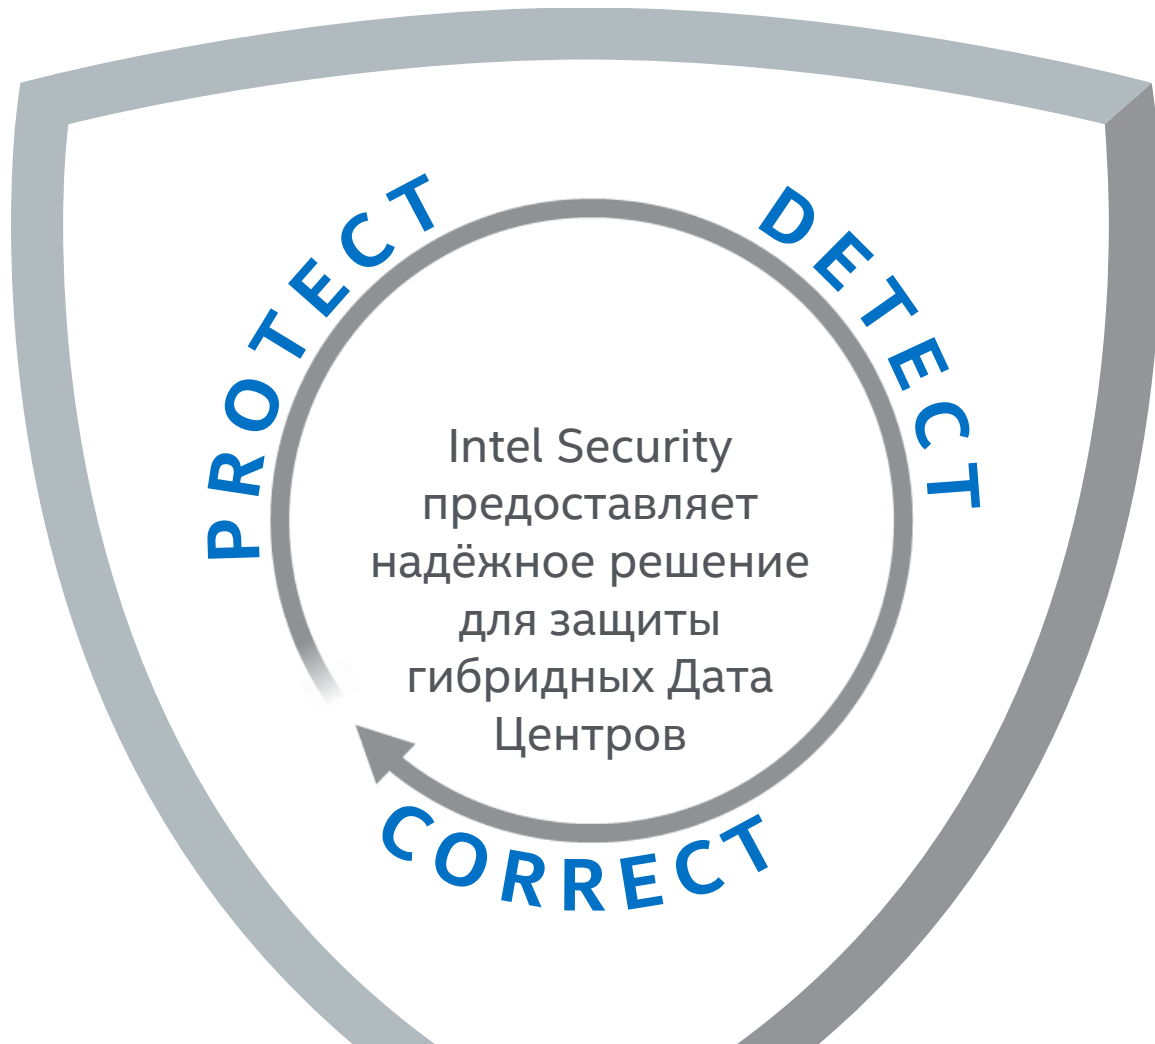 PROTECT
DETECT
Intel Security
предоставляет
надёжное решение
для защиты
гибридных Дата
Центров
CORRECT